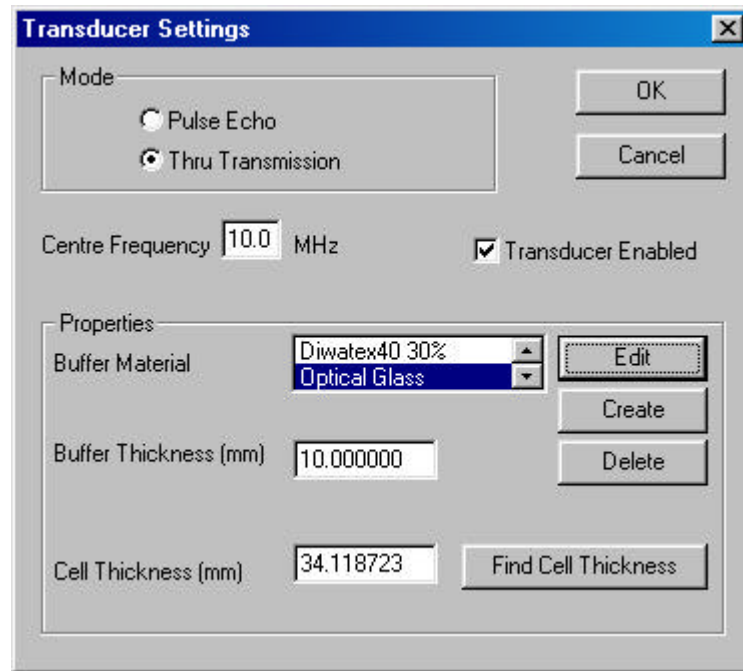 Transducer Settings
Mode
Pulse Echo
Thru Transmission
OK
Cancel
Centre Frequency 10.0 MHz
Transducer Enabled
Properties
Buffer Material
Diwatex40 30%
Optical Glass
Edit
Create
Delete
Buffer Thickness (mm) 10.000000
Cell Thickness (mm) 34.118723
Find Cell Thickness